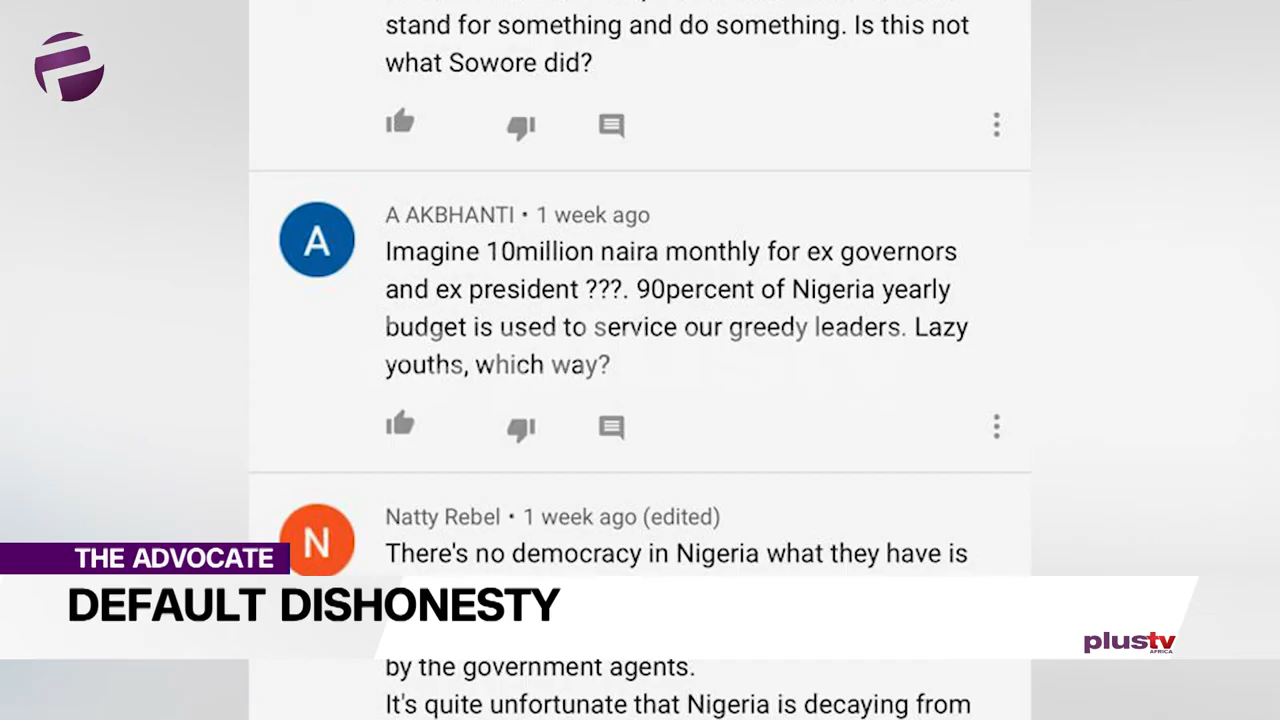 stand for something and do something. Is this not
what Sowore did?
A
A AKBHANTI • 1 week ago
Imagine 10million naira monthly for ex governors
and ex president ???. 90percent of Nigeria yearly
budget is used to service our greedy leaders. Lazy
youths, which way?
N
Natty Rebel • 1 week ago (edited)
There's no democracy in Nigeria what they have is
THE ADVOCATE
DEFAULT DISHONESTY
plustv
AFRICA
by the government agents.
It's quite unfortunate that Nigeria is decaying from